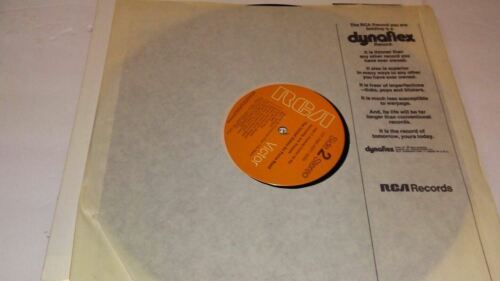 The RCA Record you are
holding is a
dynaflex
Record.
It is thinner than
any other record you
have ever owned.
It also is superior
in many ways to any other
you have ever owned.
It is freer of imperfections
—ticks, pops and blisters.
It is much less susceptible
to warpage.
And, its life will be far
longer than conventional
records.
It is the record of
tomorrow, yours today.
dynaflex
RCA Records
RCA
Victor
Side 2 Stereo